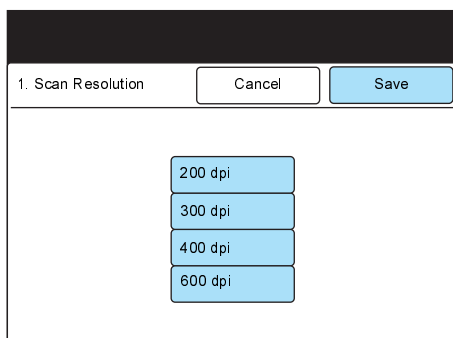 1. Scan Resolution Cancel Save
200 dpi
300 dpi
400 dpi
600 dpi